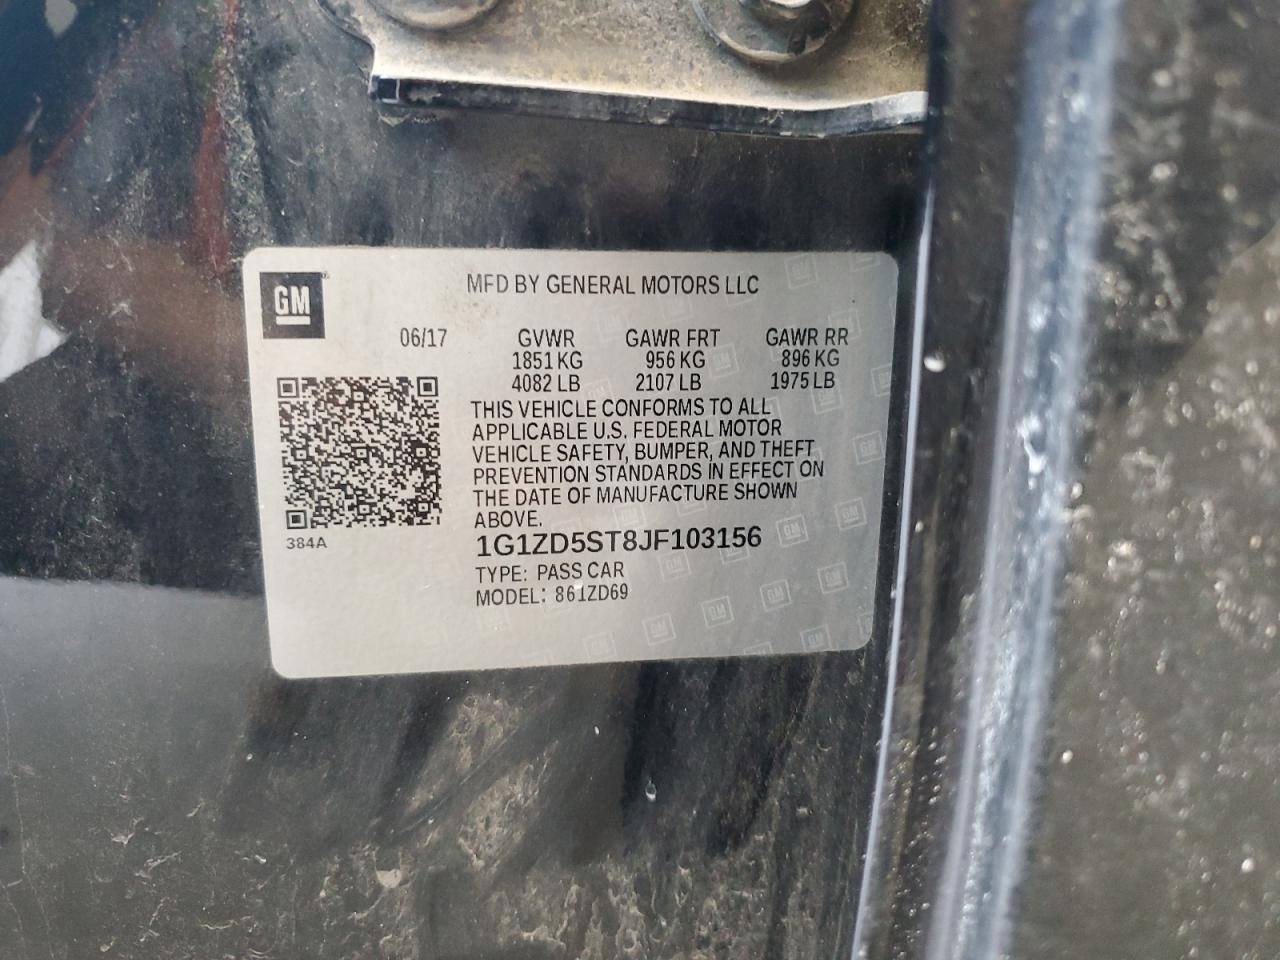 GM
MFD BY GENERAL MOTORS LLC
06/17 GVWR GAWR FRT GAWR RR
1851 KG 956 KG 896 KG
4082 LB 2107 LB 1975 LB
THIS VEHICLE CONFORMS TO ALL
APPLICABLE U.S. FEDERAL MOTOR
VEHICLE SAFETY, BUMPER, AND THEFT
PREVENTION STANDARDS IN EFFECT ON
THE DATE OF MANUFACTURE SHOWN
ABOVE.
384A
1G1ZD5ST8JF103156
TYPE: PASS CAR
MODEL: 861ZD69